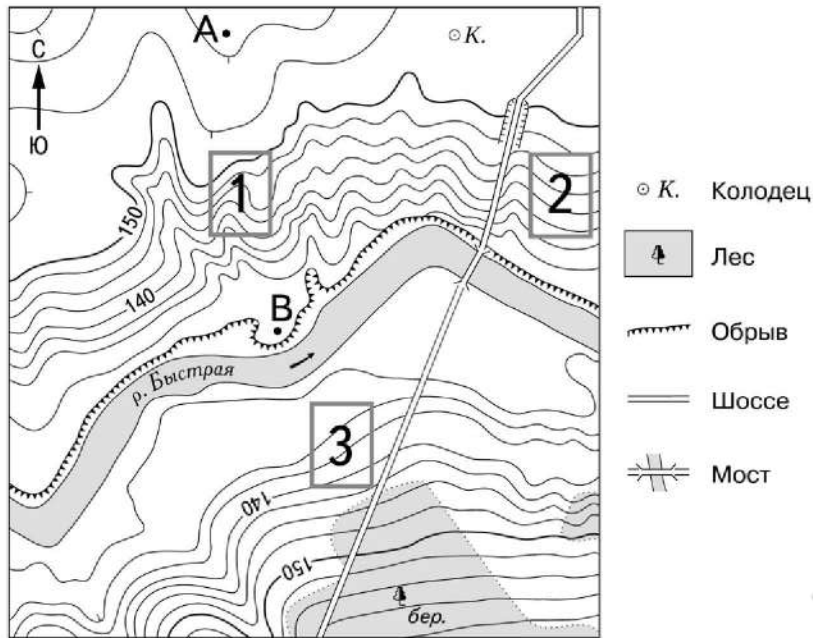 А
К.
С
Ю
1
2
150
140
В
р. Быстрая
3
140
150
бер.
К. Колодец
Лес
Обрыв
Шоссе
Мост